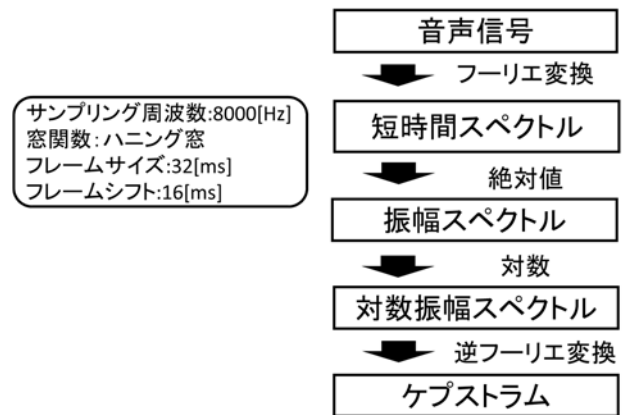 音声信号
フーリエ変換
サンプリング周波数:8000[Hz]
窓関数:ハニング窓
フレームサイズ:32[ms]
フレームシフト:16[ms]
短時間スペクトル
絶対値
振幅スペクトル
対数
対数振幅スペクトル
逆フーリエ変換
ケプストラム